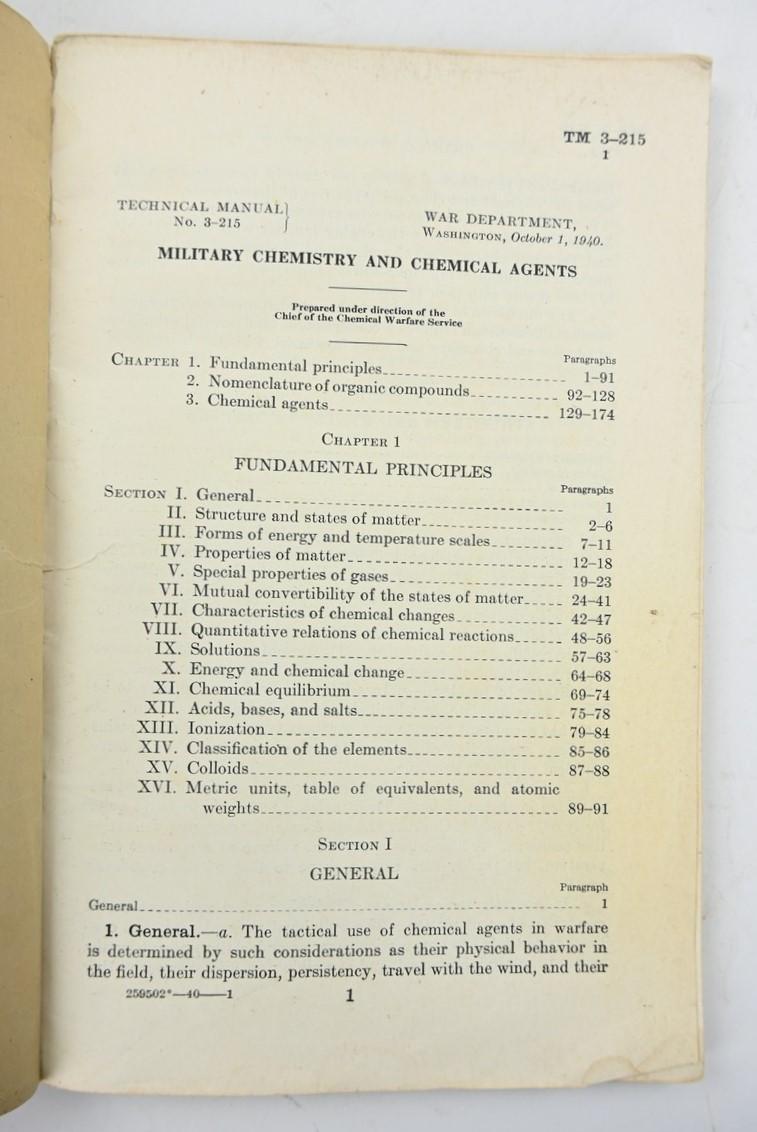 TM 3–215
1
TECHNICAL MANUAL
No. 3–215
WAR DEPARTMENT,
WASHINGTON, October 1, 1940.
MILITARY CHEMISTRY AND CHEMICAL AGENTS
Prepared under direction of the
Chief of the Chemical Warfare Service
Paragraphs
CHAPTER 1. Fundamental principles 1–91
2. Nomenclature of organic compounds 92–128
3. Chemical agents 129–174
CHAPTER 1
FUNDAMENTAL PRINCIPLES
Paragraphs
SECTION I. General 1
II. Structure and states of matter 2–6
III. Forms of energy and temperature scales 7–11
IV. Properties of matter 12–18
V. Special properties of gases 19–23
VI. Mutual convertibility of the states of matter 24–41
VII. Characteristics of chemical changes 42–47
VIII. Quantitative relations of chemical reactions 48–56
IX. Solutions 57–63
X. Energy and chemical change 64–68
XI. Chemical equilibrium 69–74
XII. Acids, bases, and salts 75–78
XIII. Ionization 79–84
XIV. Classification of the elements 85–86
XV. Colloids 87–88
XVI. Metric units, table of equivalents, and atomic
weights 89–91
SECTION I
GENERAL
Paragraph
General 1
1. General.—a. The tactical use of chemical agents in warfare
is determined by such considerations as their physical behavior in
the field, their dispersion, persistency, travel with the wind, and their
259502°—40——1
1